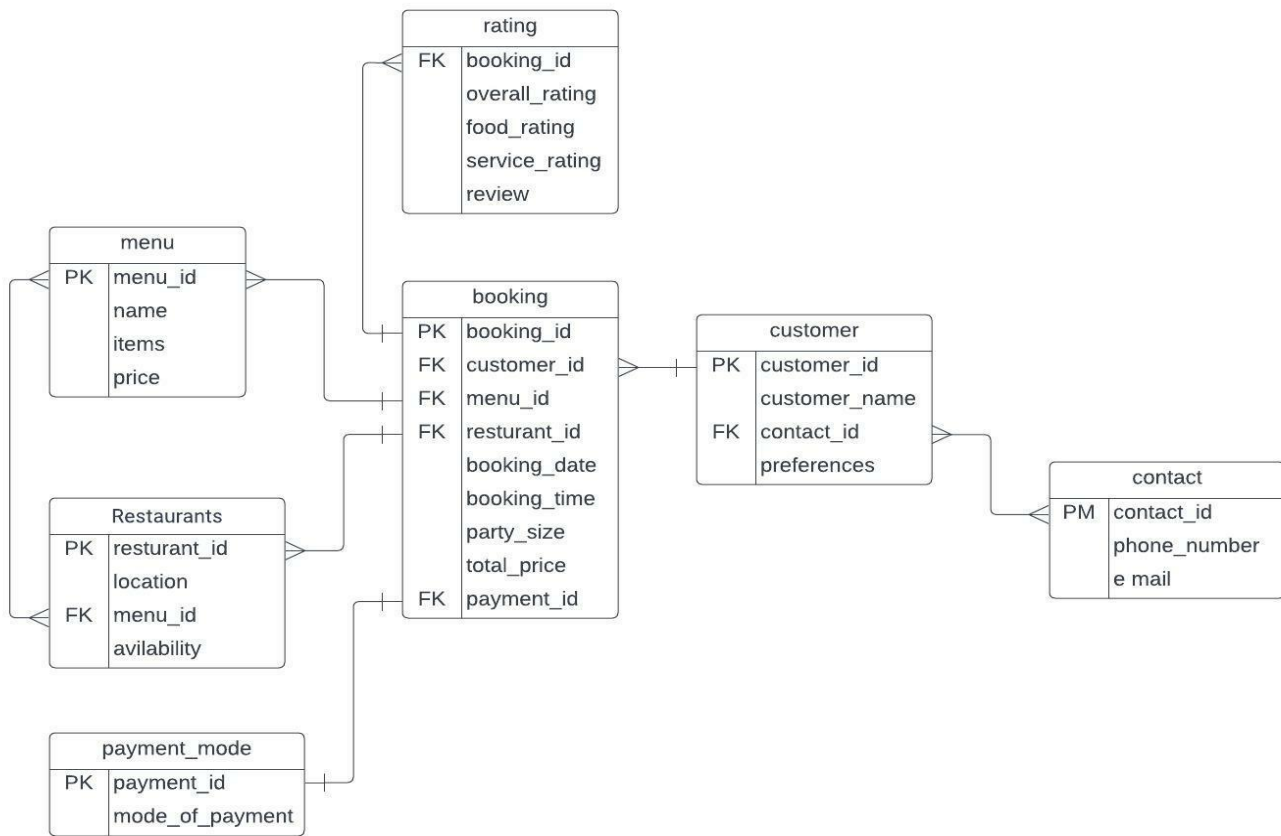 rating
FK booking_id
overall_rating
food_rating
service_rating
review
menu
PK menu_id
name
items
price
booking
PK booking_id
FK customer_id
FK menu_id
FK resturant_id
booking_date
booking_time
party_size
total_price
FK payment_id
customer
PK customer_id
customer_name
FK contact_id
preferences
contact
PM contact_id
phone_number
e mail
Restaurants
PK resturant_id
location
FK menu_id
avilability
payment_mode
PK payment_id
mode_of_payment